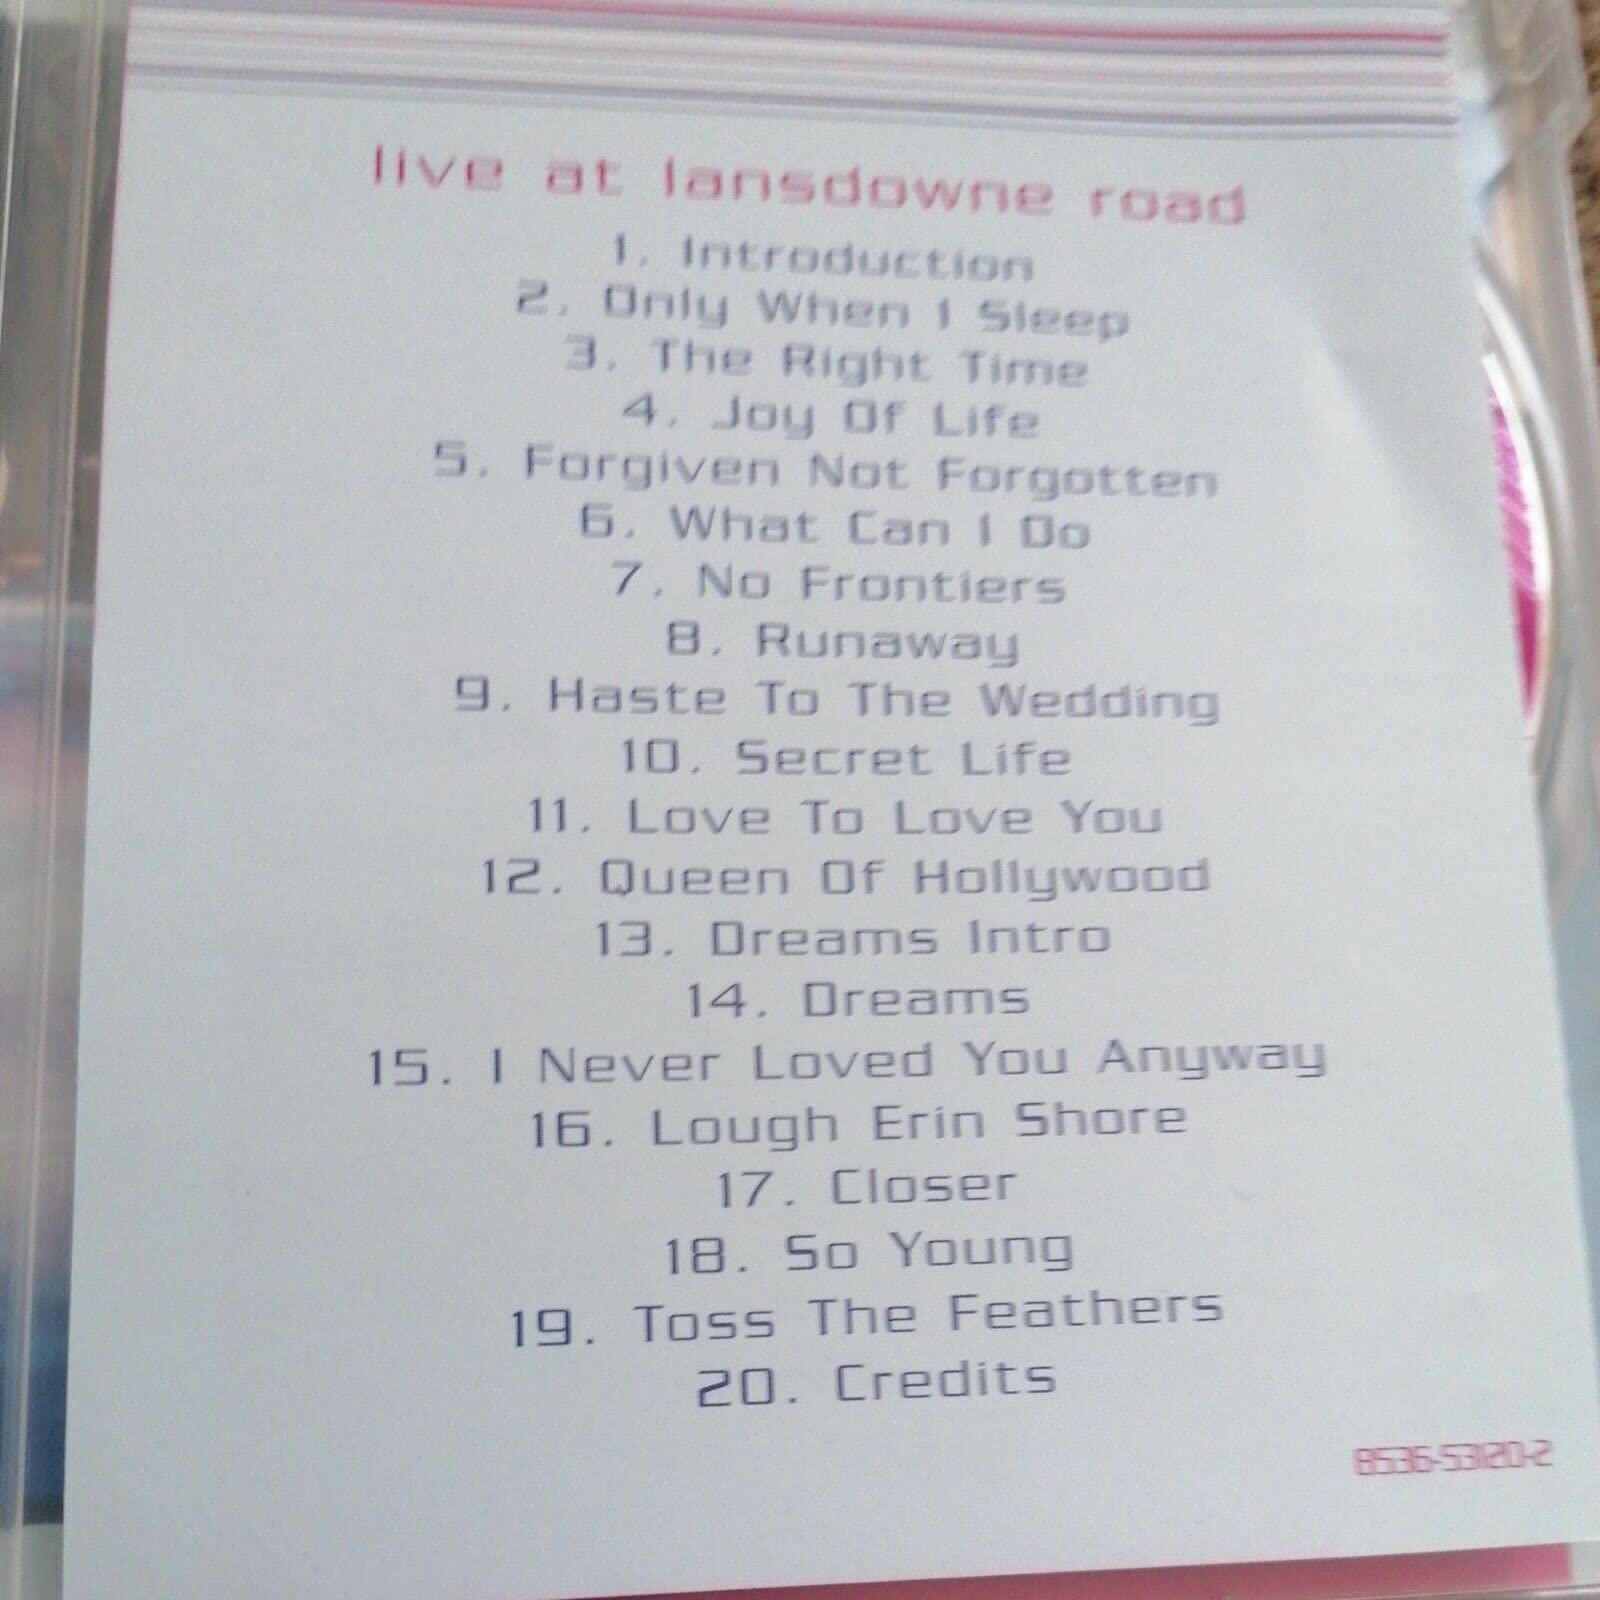 live at lansdowne road
1. Introduction
2. Only When I Sleep
3. The Right Time
4. Joy Of Life
5. Forgiven Not Forgotten
6. What Can I Do
7. No Frontiers
8. Runaway
9. Haste To The Wedding
10. Secret Life
11. Love To Love You
12. Queen Of Hollywood
13. Dreams Intro
14. Dreams
15. I Never Loved You Anyway
16. Lough Erin Shore
17. Closer
18. So Young
19. Toss The Feathers
20. Credits
8536-53120-2